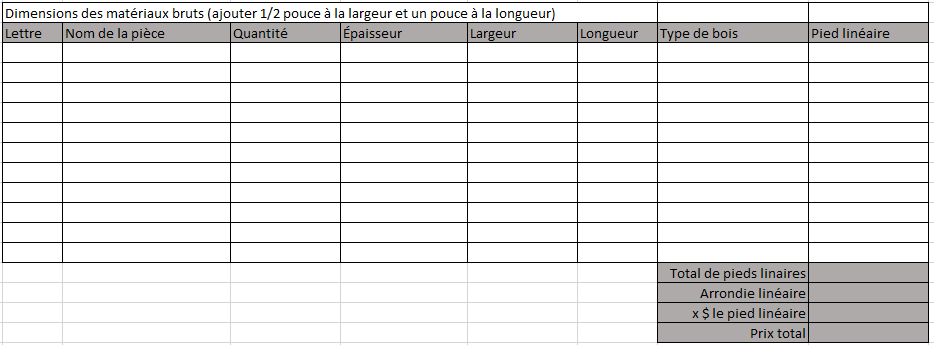 Dimensions des matériaux bruts (ajouter 1/2 pouce à la largeur et un pouce à la longueur)
Lettre Nom de la pièce Quantité Épaisseur Largeur Longueur Type de bois Pied linéaire
Total de pieds linaires
Arrondie linéaire
x $ le pied linéaire
Prix total